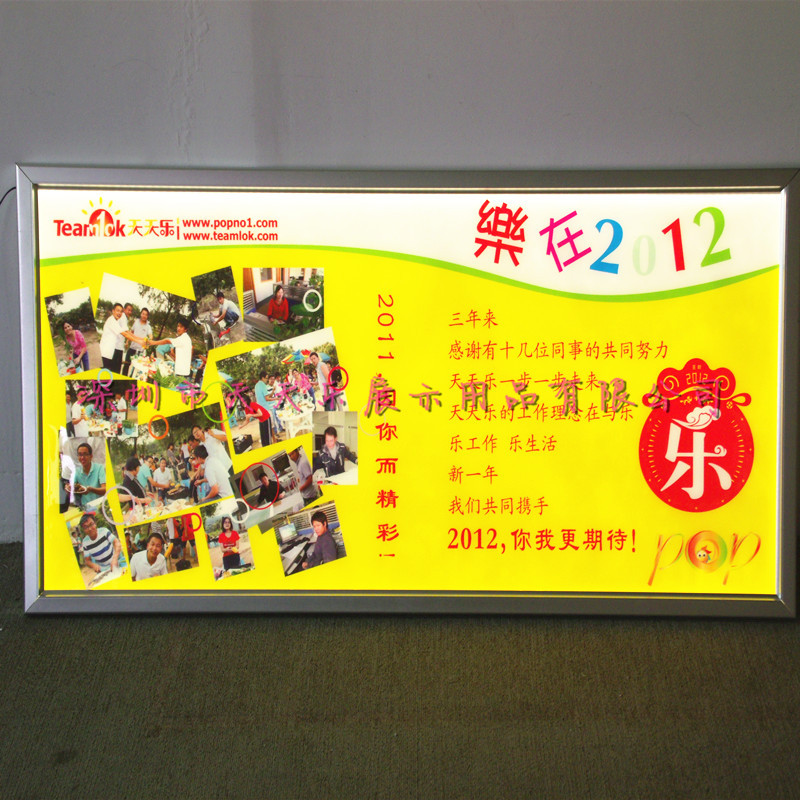 Teamlok 天天乐
www.popno1.com
www.teamlok.com
樂在2012
2011,因你而精彩!
三年来
感谢有十几位同事的共同努力
天天乐一步一步走来
天天乐的工作理念在与乐
乐工作 乐生活
新一年
我们共同携手
2012,你我更期待!
2012
乐
pop
深圳市天天乐展示用品有限公司